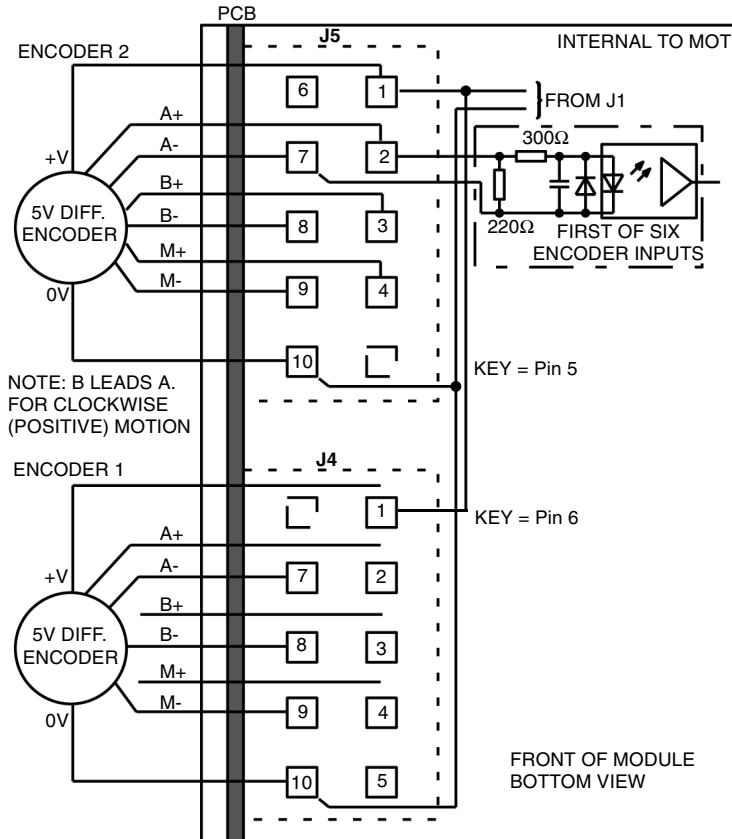 PCB
J5
INTERNAL TO MOT
ENCODER 2
6
1
FROM J1
A+
300Ω
A-
+V
7
2
B+
5V DIFF.
ENCODER
B-
8
3
220Ω
FIRST OF SIX
ENCODER INPUTS
M+
M-
0V
9
4
10
KEY = Pin 5
NOTE: B LEADS A.
FOR CLOCKWISE
(POSITIVE) MOTION
J4
ENCODER 1
1
KEY = Pin 6
A+
A-
+V
7
2
B+
5V DIFF.
ENCODER
B-
8
3
M+
M-
0V
9
4
10
5
FRONT OF MODULE
BOTTOM VIEW